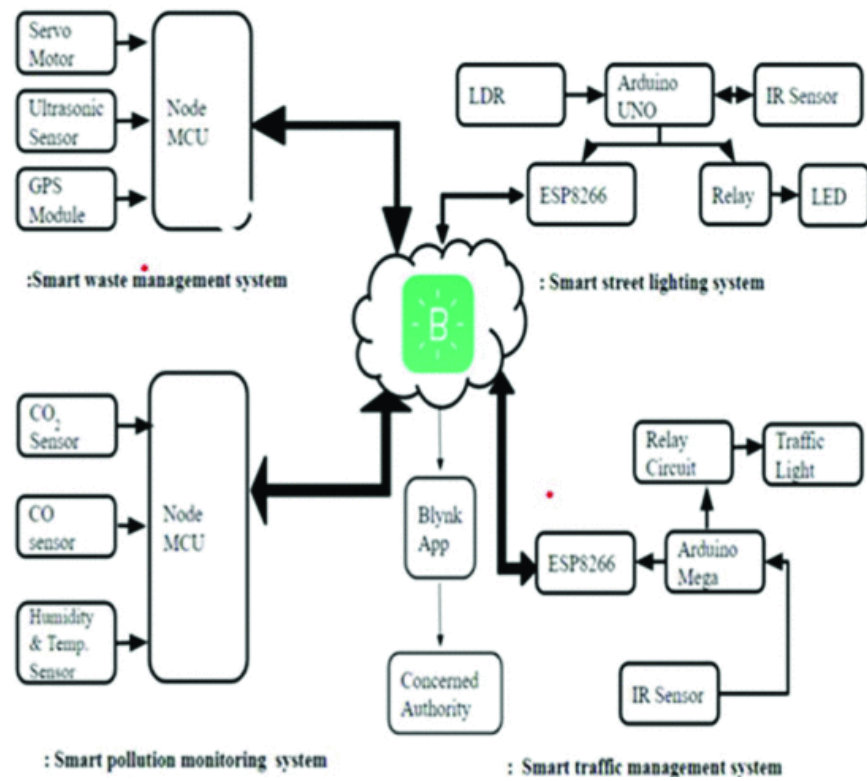 Servo
Motor
Ultrasonic
Sensor
GPS
Module
Node
MCU
:Smart waste management system
LDR
Arduino
UNO
IR Sensor
ESP8266
Relay
LED
: Smart street lighting system
B
CO₂
Sensor
CO
sensor
Humidity
& Temp.
Sensor
Node
MCU
: Smart pollution monitoring system
Blynk
App
Concerned
Authority
Relay
Circuit
Traffic
Light
ESP8266
Arduino
Mega
IR Sensor
: Smart traffic management system